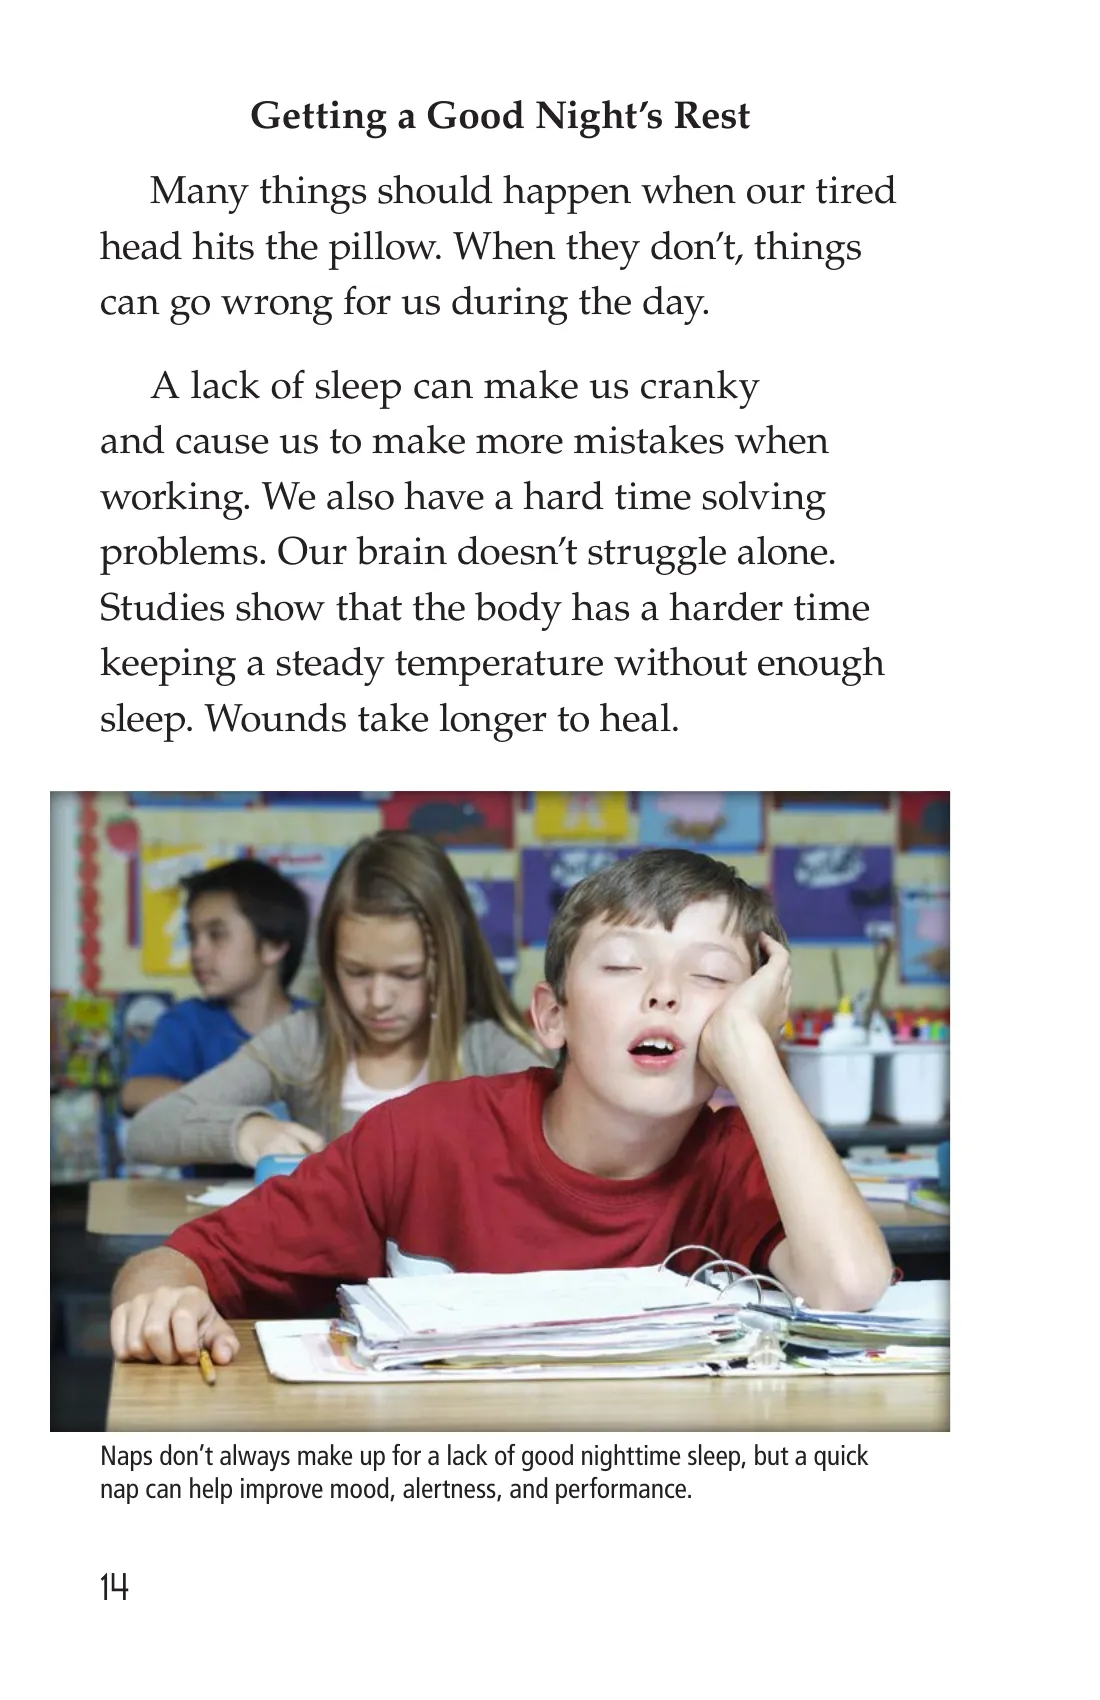 Getting a Good Night’s Rest
Many things should happen when our tired
head hits the pillow. When they don’t, things
can go wrong for us during the day.
A lack of sleep can make us cranky
and cause us to make more mistakes when
working. We also have a hard time solving
problems. Our brain doesn’t struggle alone.
Studies show that the body has a harder time
keeping a steady temperature without enough
sleep. Wounds take longer to heal.
Naps don’t always make up for a lack of good nighttime sleep, but a quick
nap can help improve mood, alertness, and performance.
14